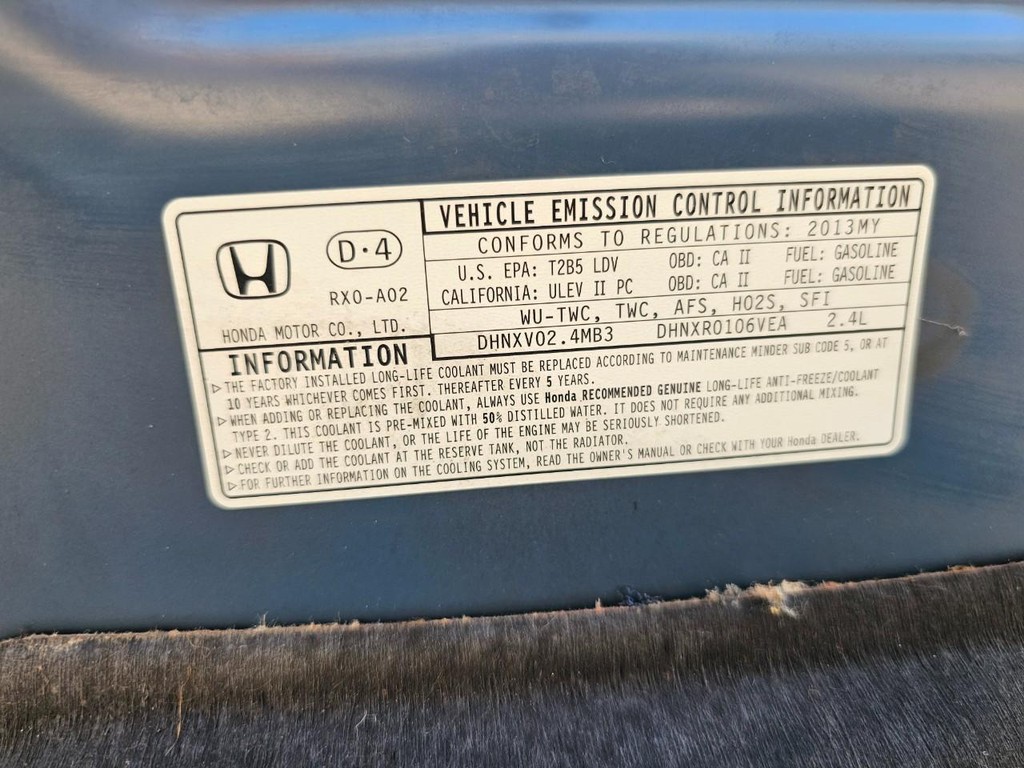 D·4
RX0-A02
HONDA MOTOR CO., LTD.
VEHICLE EMISSION CONTROL INFORMATION
CONFORMS TO REGULATIONS: 2013MY
U.S. EPA: T2B5 LDV OBD: CA II FUEL: GASOLINE
CALIFORNIA: ULEV II PC OBD: CA II FUEL: GASOLINE
WU-TWC, TWC, AFS, HO2S, SFI
DHNXV02.4MB3 DHNXR0106VEA 2.4L
INFORMATION
▷THE FACTORY INSTALLED LONG-LIFE COOLANT MUST BE REPLACED ACCORDING TO MAINTENANCE MINDER SUB CODE 5, OR AT
10 YEARS WHICHEVER COMES FIRST. THEREAFTER EVERY 5 YEARS.
▷WHEN ADDING OR REPLACING THE COOLANT, ALWAYS USE Honda RECOMMENDED GENUINE LONG-LIFE ANTI-FREEZE/COOLANT
TYPE 2. THIS COOLANT IS PRE-MIXED WITH 50% DISTILLED WATER. IT DOES NOT REQUIRE ANY ADDITIONAL MIXING.
▷NEVER DILUTE THE COOLANT, OR THE LIFE OF THE ENGINE MAY BE SERIOUSLY SHORTENED.
▷CHECK OR ADD THE COOLANT AT THE RESERVE TANK, NOT THE RADIATOR.
▷FOR FURTHER INFORMATION ON THE COOLING SYSTEM, READ THE OWNER'S MANUAL OR CHECK WITH YOUR Honda DEALER.